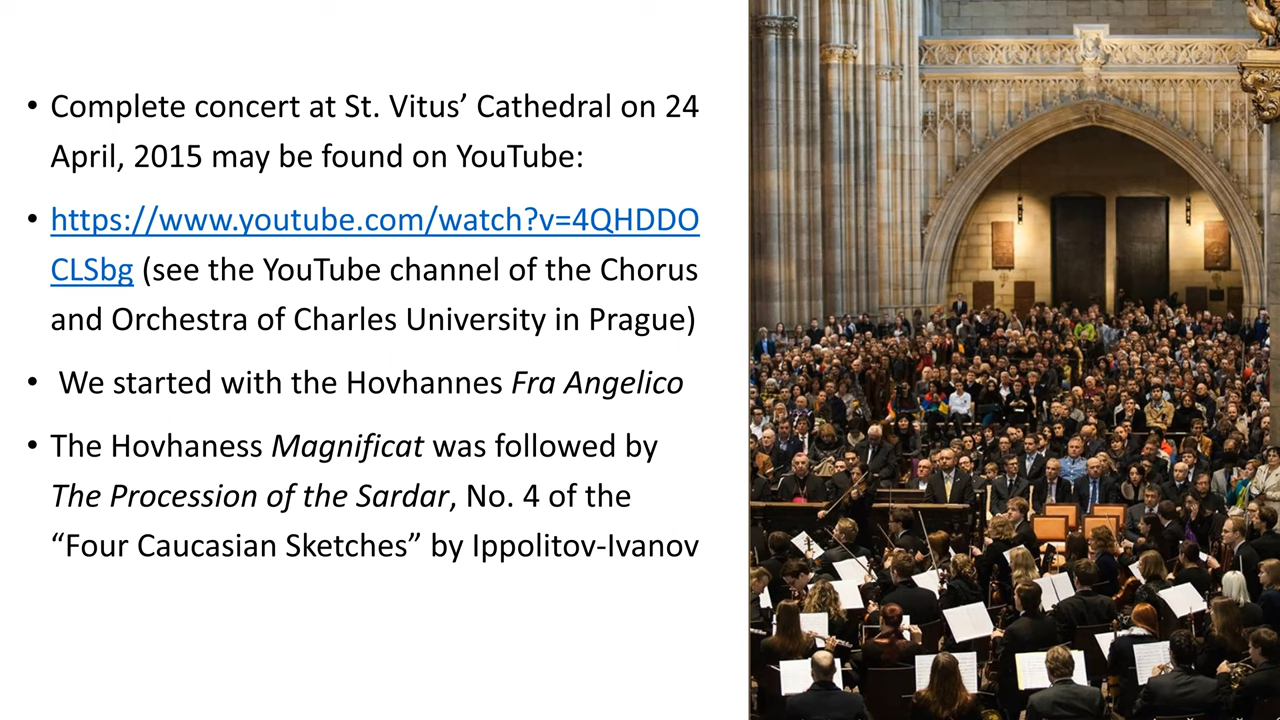 • Complete concert at St. Vitus’ Cathedral on 24
April, 2015 may be found on YouTube:
• https://www.youtube.com/watch?v=4QHDDO
CLSbg (see the YouTube channel of the Chorus
and Orchestra of Charles University in Prague)
• We started with the Hovhannes Fra Angelico
• The Hovhaness Magnificat was followed by
The Procession of the Sardar, No. 4 of the
“Four Caucasian Sketches” by Ippolitov-Ivanov